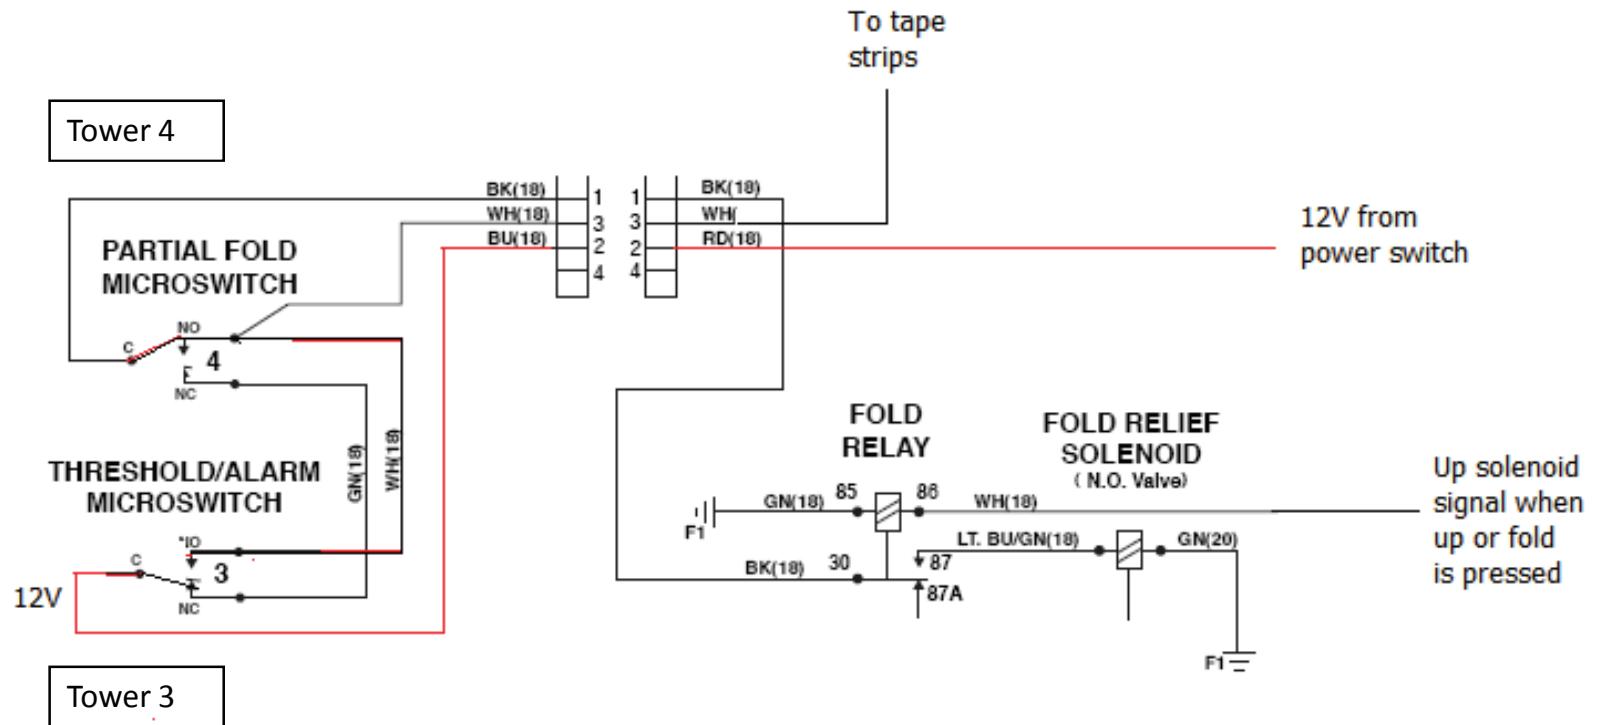 To tape
strips
Tower 4
BK(18)
1
1
BK(18)
WH(18)
3
3
WH(
BU(18)
2
2
RD(18)
4
4
12V from
power switch
PARTIAL FOLD
MICROSWITCH
NO
C
4
NC
GN(18)
WH(18)
THRESHOLD/ALARM
MICROSWITCH
"IO
C
3
NC
12V
Tower 3
FOLD
RELAY
FOLD RELIEF
SOLENOID
( N.O. Valve)
85
86
GN(18)
WH(18)
F1
LT. BU/GN(18)
GN(20)
BK(18)
30
87
87A
F1
Up solenoid
signal when
up or fold
is pressed